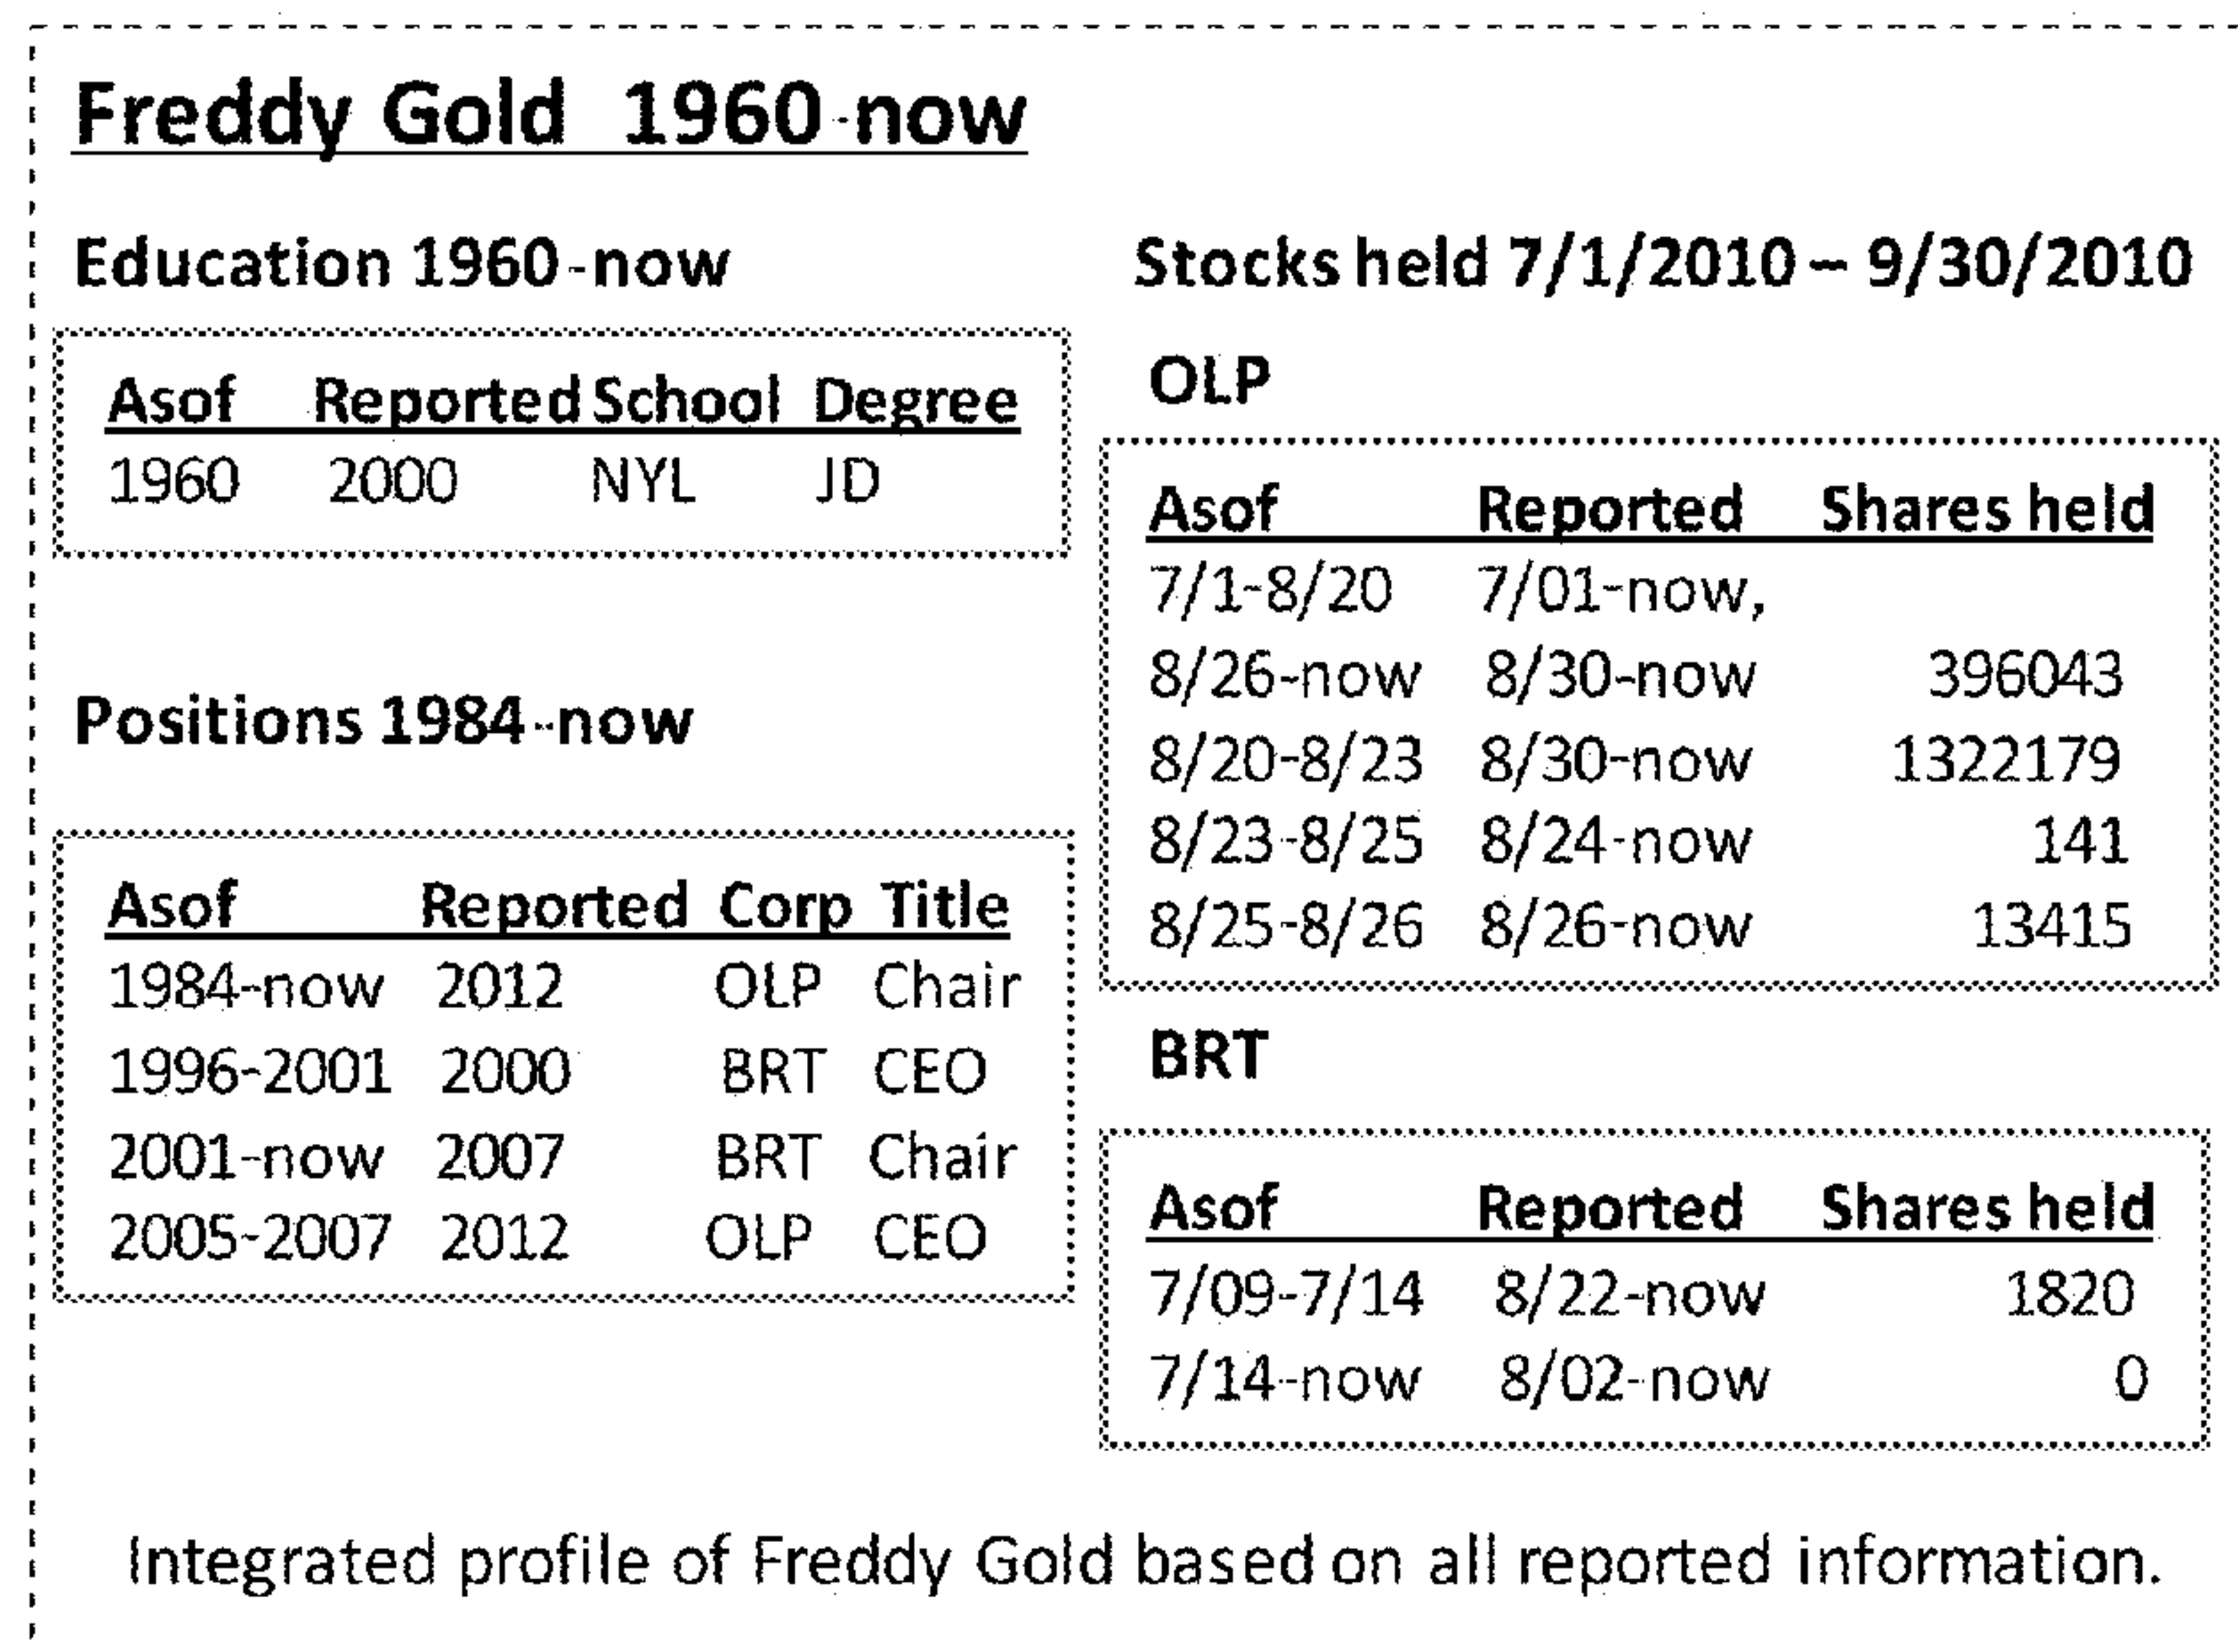 Freddy Gold 1960-now
Education 1960-now
Asof Reported School Degree
1960 2000 NYL JD
Positions 1984-now
Asof Reported Corp Title
1984-now 2012 OLP Chair
1996-2001 2000 BRT CEO
2001-now 2007 BRT Chair
2005-2007 2012 OLP CEO
Stocks held 7/1/2010 – 9/30/2010
OLP
Asof Reported Shares held
7/1-8/20 7/01-now,
8/26-now 8/30-now 396043
8/20-8/23 8/30-now 1322179
8/23-8/25 8/24-now 141
8/25-8/26 8/26-now 13415
BRT
Asof Reported Shares held
7/09-7/14 8/22-now 1820
7/14-now 8/02-now 0
Integrated profile of Freddy Gold based on all reported information.